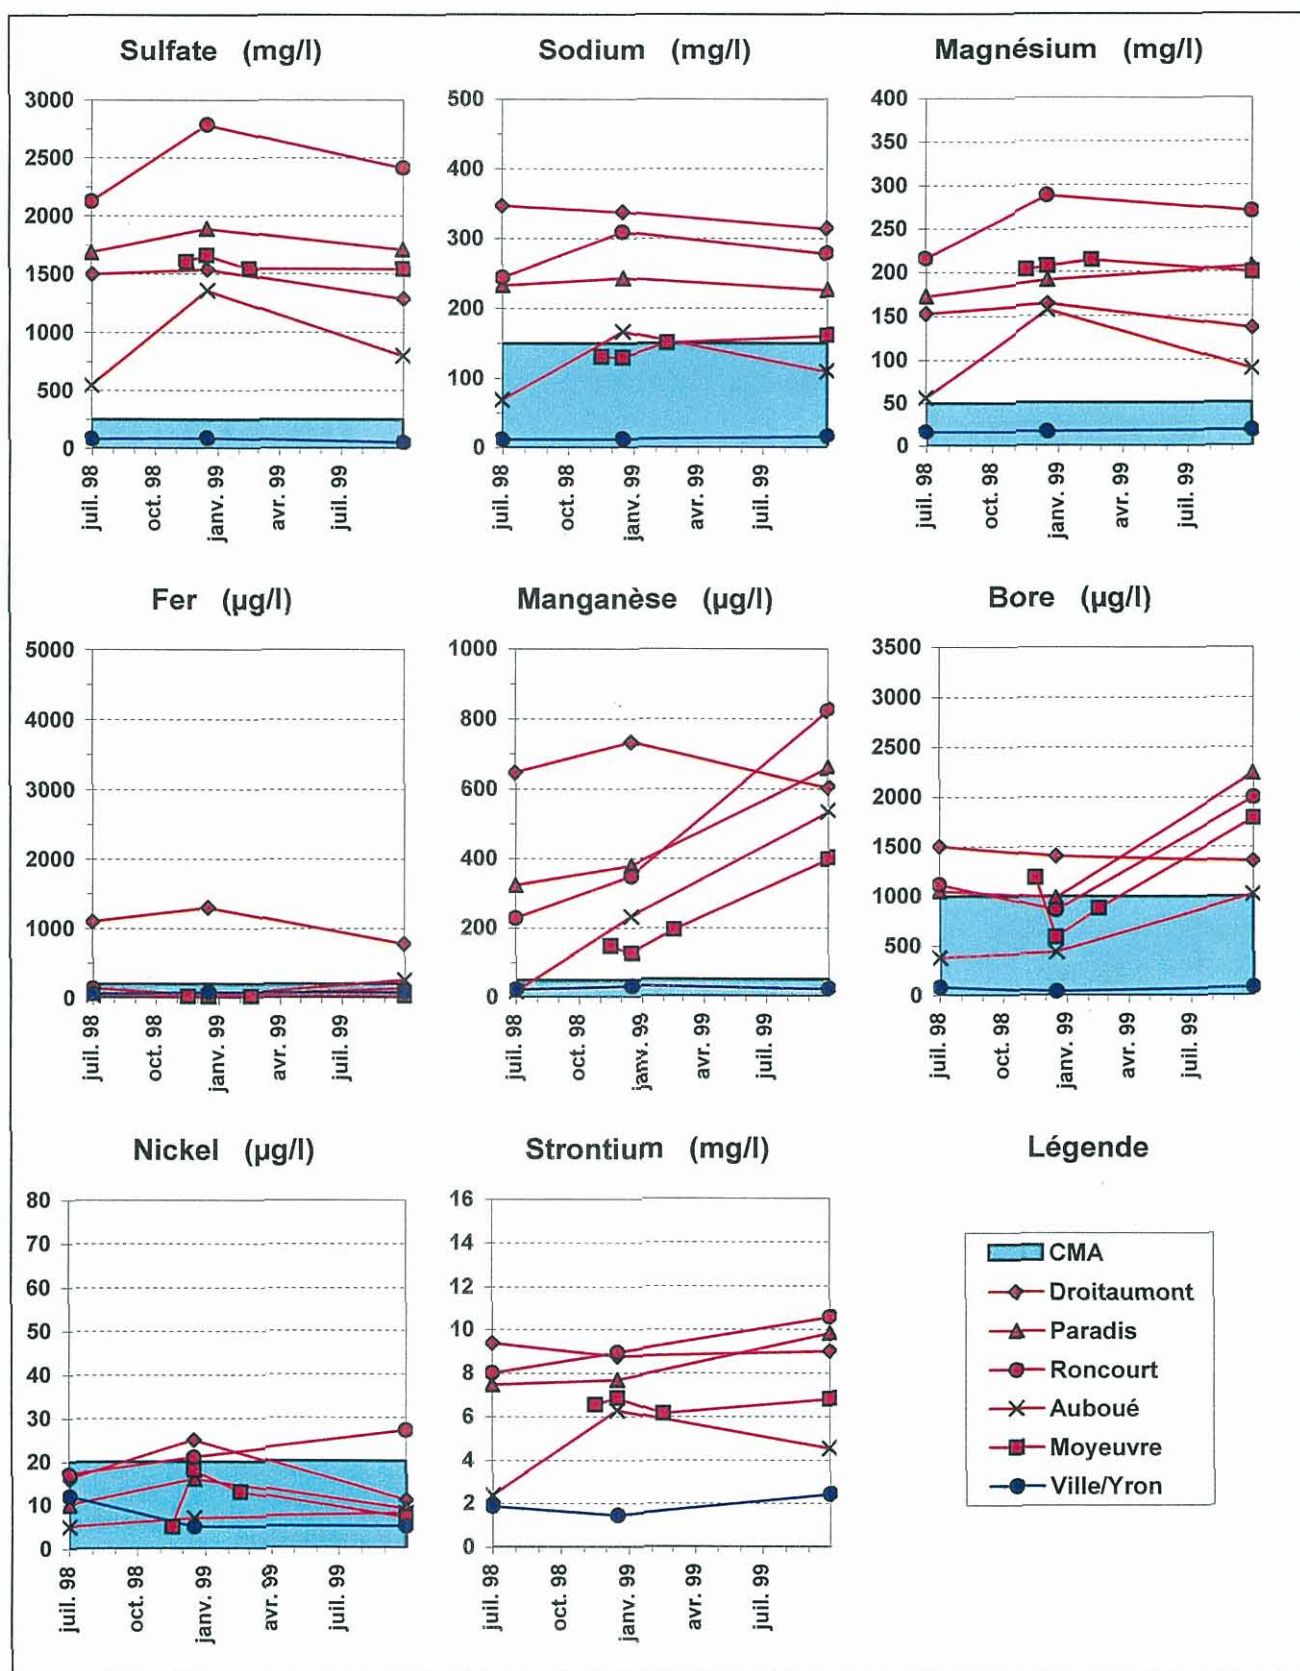 Sulfate (mg/l)
3000
2500
2000
1500
1000
500
0
juil. 98
oct. 98
janv. 99
avr. 99
juil. 99
Sodium (mg/l)
500
400
300
200
100
0
juil. 98
oct. 98
janv. 99
avr. 99
juil. 99
Magnésium (mg/l)
400
350
300
250
200
150
100
50
0
juil. 98
oct. 98
janv. 99
avr. 99
juil. 99
Fer (µg/l)
5000
4000
3000
2000
1000
0
juil. 98
oct. 98
janv. 99
avr. 99
juil. 99
Manganèse (µg/l)
1000
800
600
400
200
0
juil. 98
oct. 98
janv. 99
avr. 99
juil. 99
Bore (µg/l)
3500
3000
2500
2000
1500
1000
500
0
juil. 98
oct. 98
janv. 99
avr. 99
juil. 99
Nickel (µg/l)
80
70
60
50
40
30
20
10
0
juil. 98
oct. 98
janv. 99
avr. 99
juil. 99
Strontium (mg/l)
16
14
12
10
8
6
4
2
0
juil. 98
oct. 98
janv. 99
avr. 99
juil. 99
Légende
CMA
Droitaumont
Paradis
Roncourt
Auboué
Moyeuvre
Ville/Yron